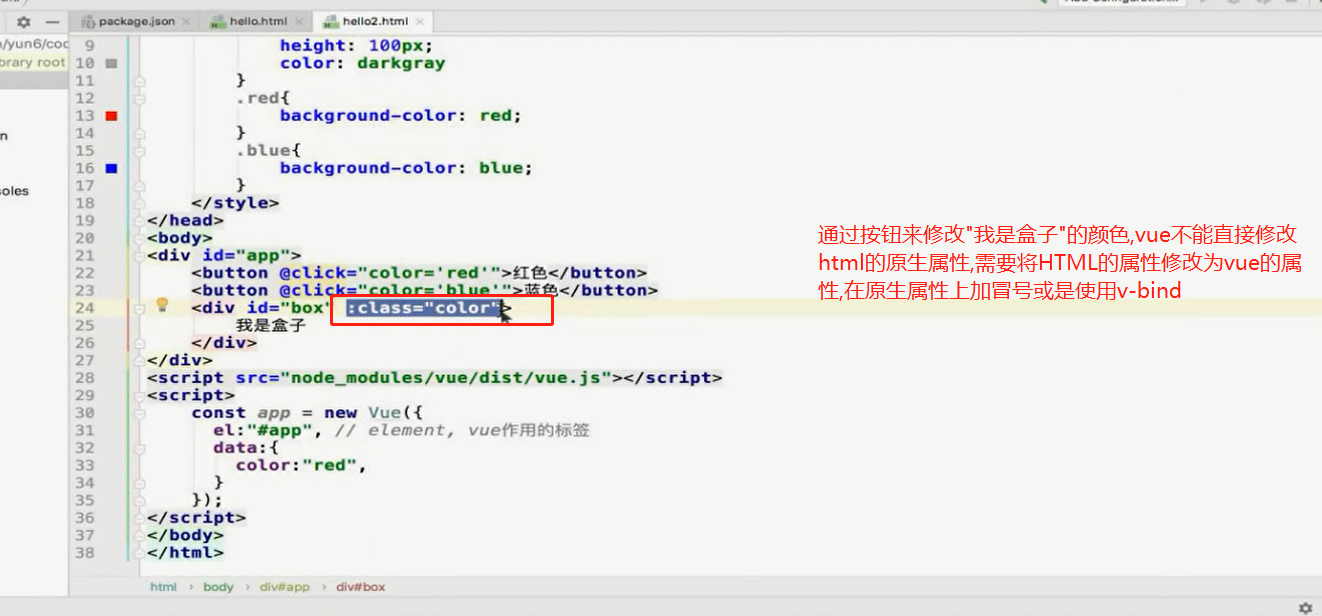 package.json
hello.html
hello2.html
/yun6/coc
brary root
n
soles
9 height: 100px;
10 color: darkgray
11 }
12 .red{
13 background-color: red;
14 }
15 .blue{
16 background-color: blue;
17 }
18 </style>
19 </head>
20 <body>
21 <div id="app">
22 <button @click="color='red'">红色</button>
23 <button @click="color='blue'">蓝色</button>
24 <div id="box" :class="color">
25 我是盒子
26 </div>
27 </div>
28 <script src="node_modules/vue/dist/vue.js"></script>
29 <script>
30 const app = new Vue({
31 el:"#app", // element, vue作用的标签
32 data:{
33 color:"red",
34 }
35 });
36 </script>
37 </body>
38 </html>
通过按钮来修改"我是盒子"的颜色,vue不能直接修改
html的原生属性,需要将HTML的属性修改为vue的属
性,在原生属性上加冒号或是使用v-bind
html › body › div#app › div#box